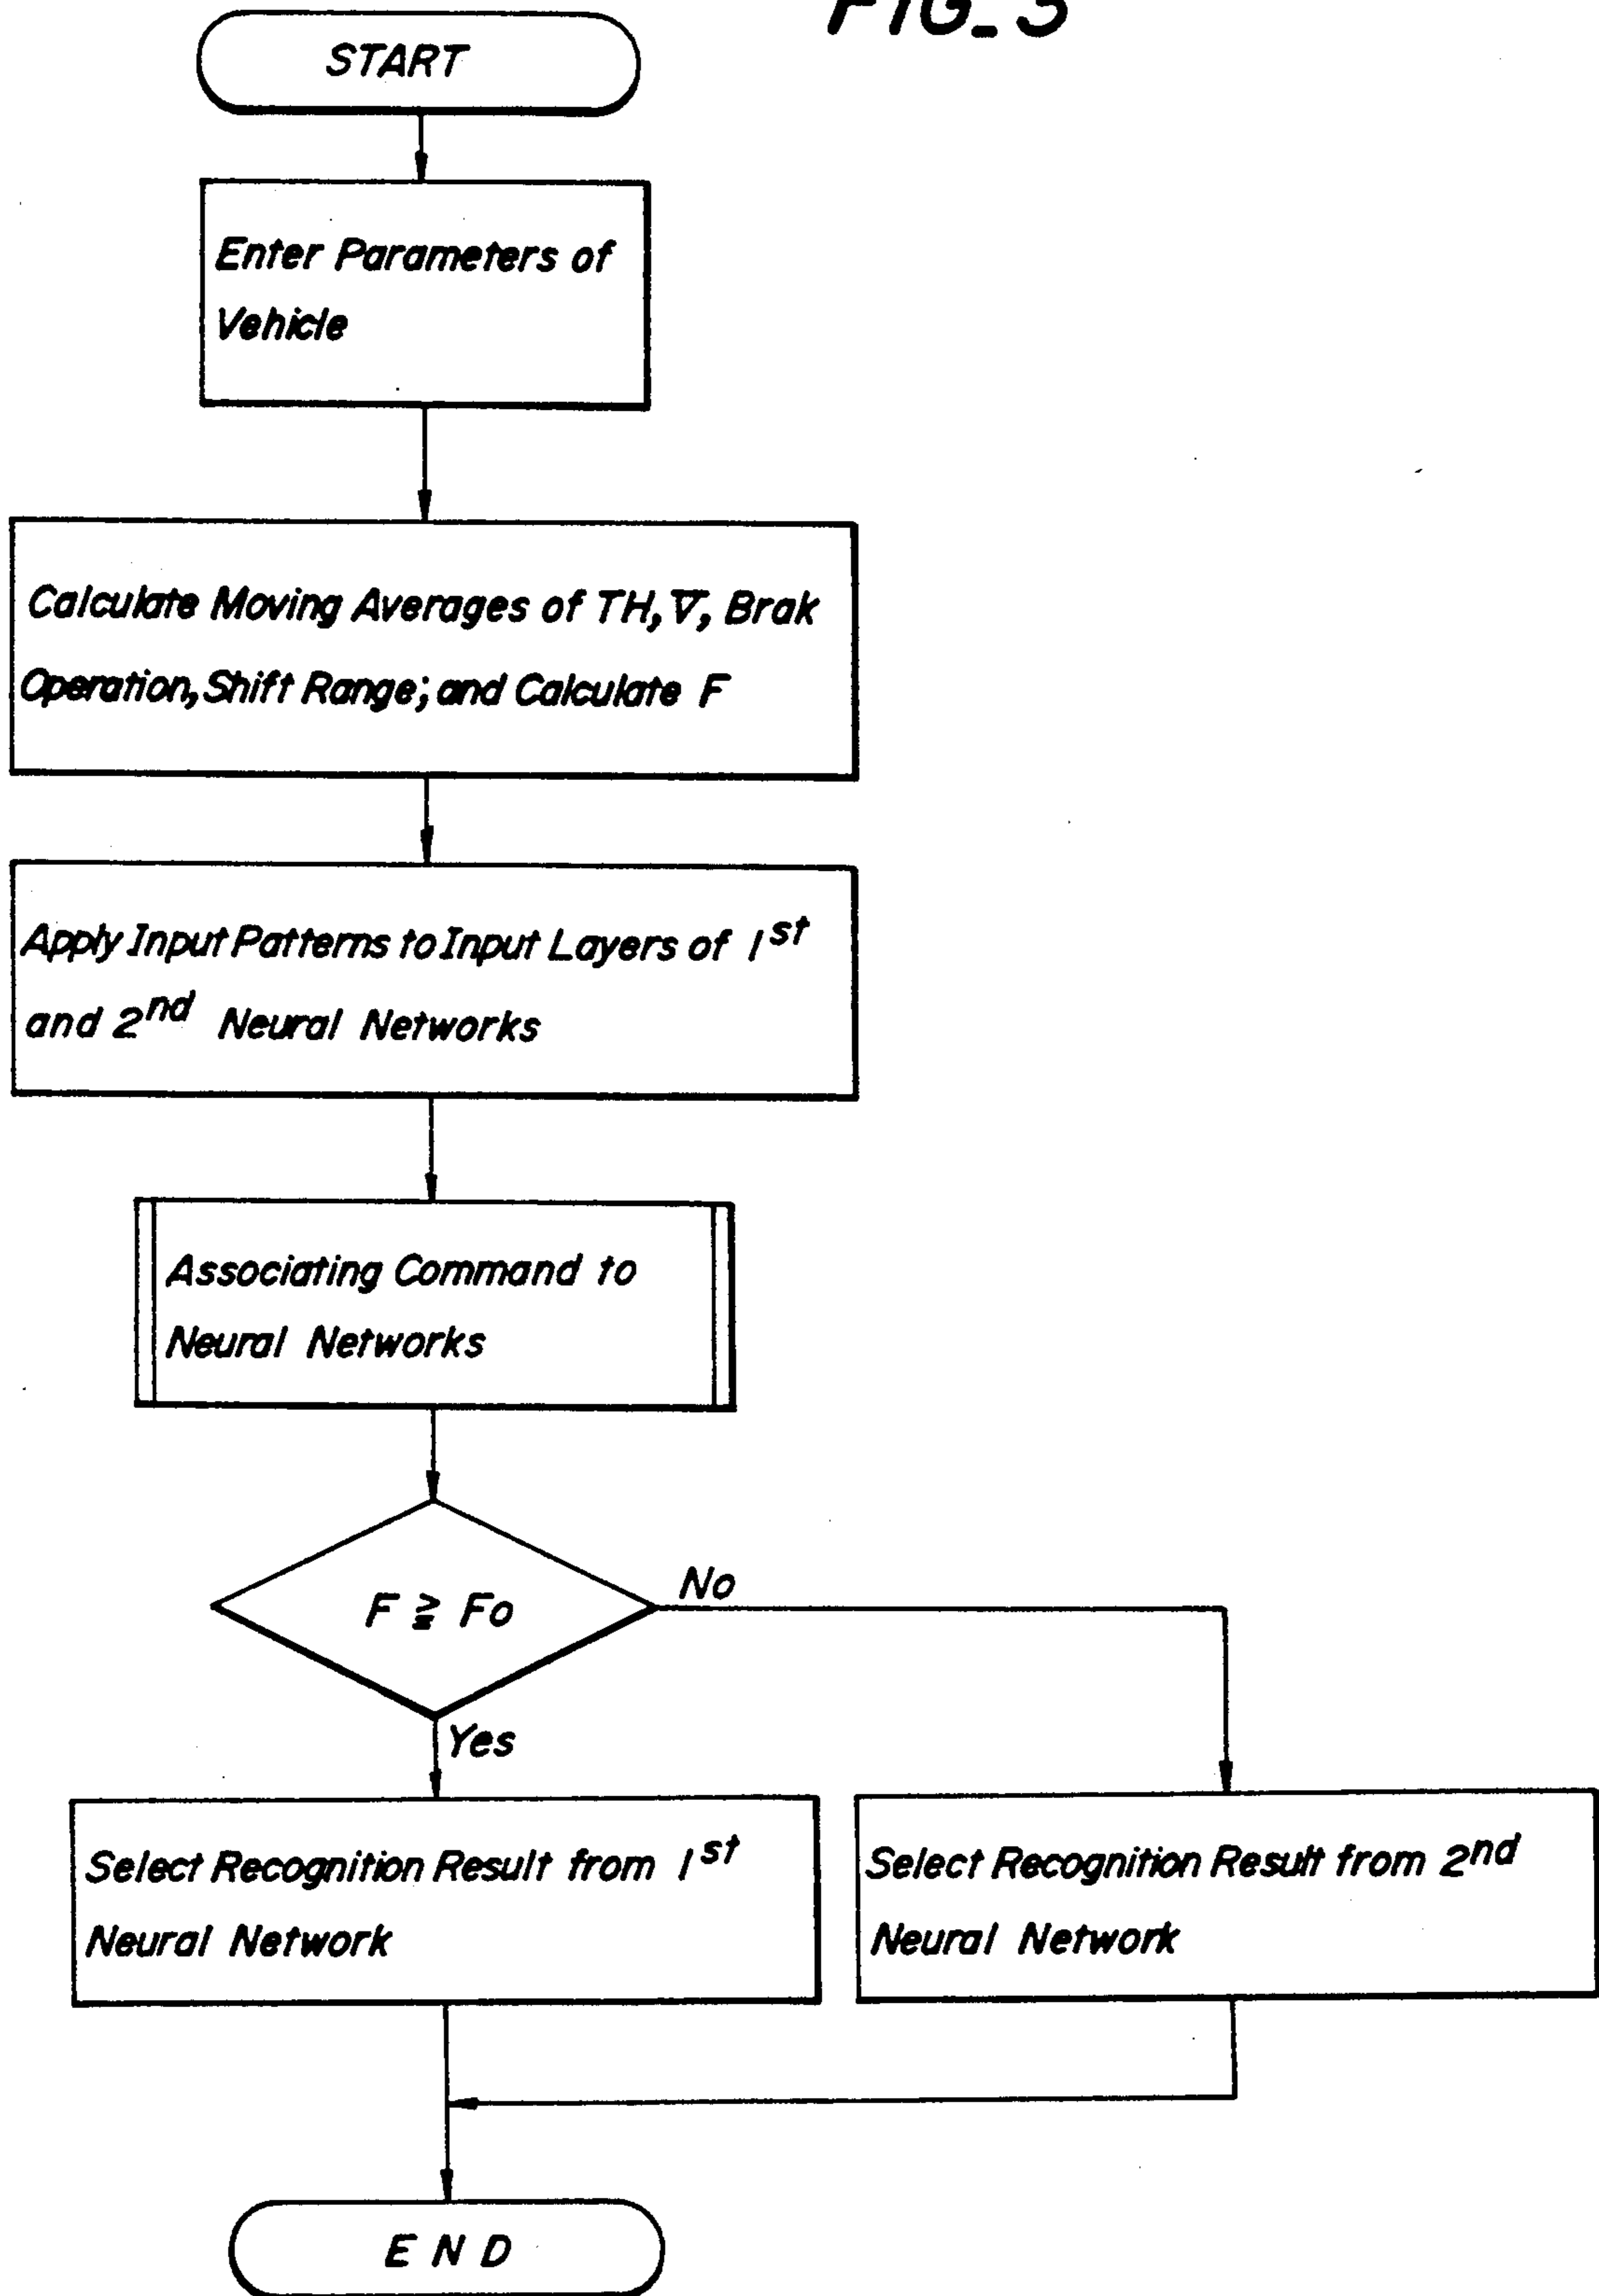 FIG_3
START
Enter Parameters of
Vehicle
Calculate Moving Averages of TH, V, Brak
Operation, Shift Range; and Calculate F
Apply Input Patterns to Input Layers of 1st
and 2nd Neural Networks
Associating Command to
Neural Networks
F ≧ Fo
No
Yes
Select Recognition Result from 1st
Neural Network
Select Recognition Result from 2nd
Neural Network
END